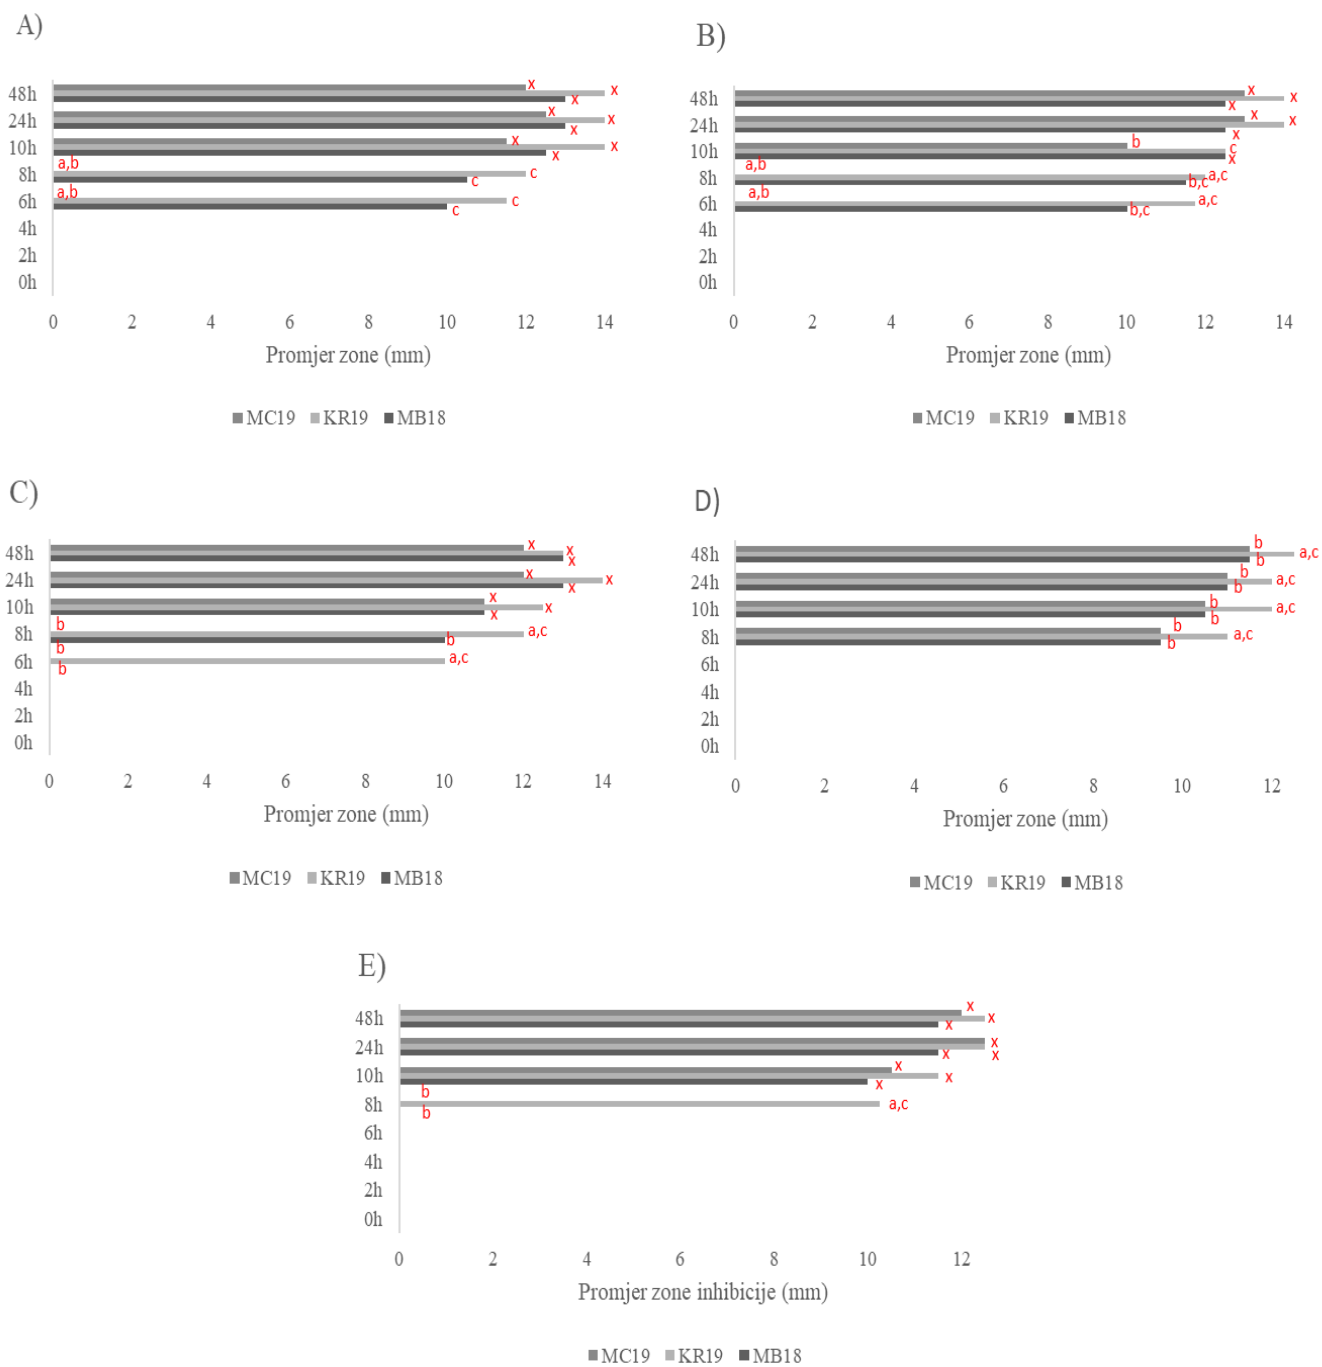 A)
x
48h x
x
x
24h x
x
x
10h x
x
a,b
8h c
c
a,b
6h c
c
4h
2h
0h
0 2 4 6 8 10 12 14
Promjer zone (mm)
MC19 KR19 MB18
B)
x
48h x
x
x
24h x
x
b
10h c
x
a,b
8h a,c
b,c
a,b
6h a,c
b,c
4h
2h
0h
0 2 4 6 8 10 12 14
Promjer zone (mm)
MC19 KR19 MB18
C)
x
48h x
x
x
24h x
x
x
10h x
x
b
8h a,c
b
b
6h a,c
b
4h
2h
0h
0 2 4 6 8 10 12 14
Promjer zone (mm)
MC19 KR19 MB18
D)
b
48h a,c
b
b
24h a,c
b
b
10h a,c
b
b
8h a,c
b
6h
4h
2h
0h
0 2 4 6 8 10 12
Promjer zone (mm)
MC19 KR19 MB18
E)
x
48h x
x
x
24h x
x
x
10h x
x
b
8h a,c
b
6h
4h
2h
0h
0 2 4 6 8 10 12
Promjer zone inhibicije (mm)
MC19 KR19 MB18